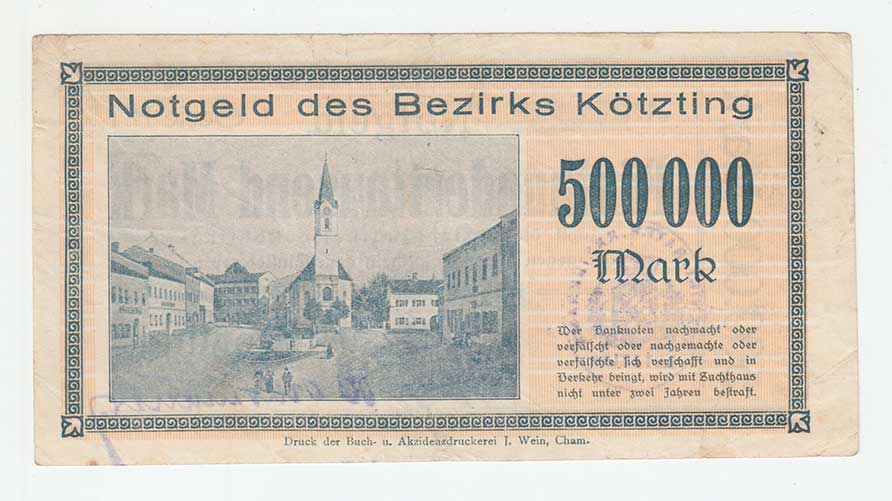 Notgeld des Bezirks Kötzting
500 000
Mark
Wer Banknoten nachmacht oder
verfälscht oder nachgemachte oder
verfälschte sich verschafft und in
Verkehr bringt, wird mit Zuchthaus
nicht unter zwei Jahren bestraft.
Druck der Buch- u. Akzidenzdruckerei J. Wein, Cham.